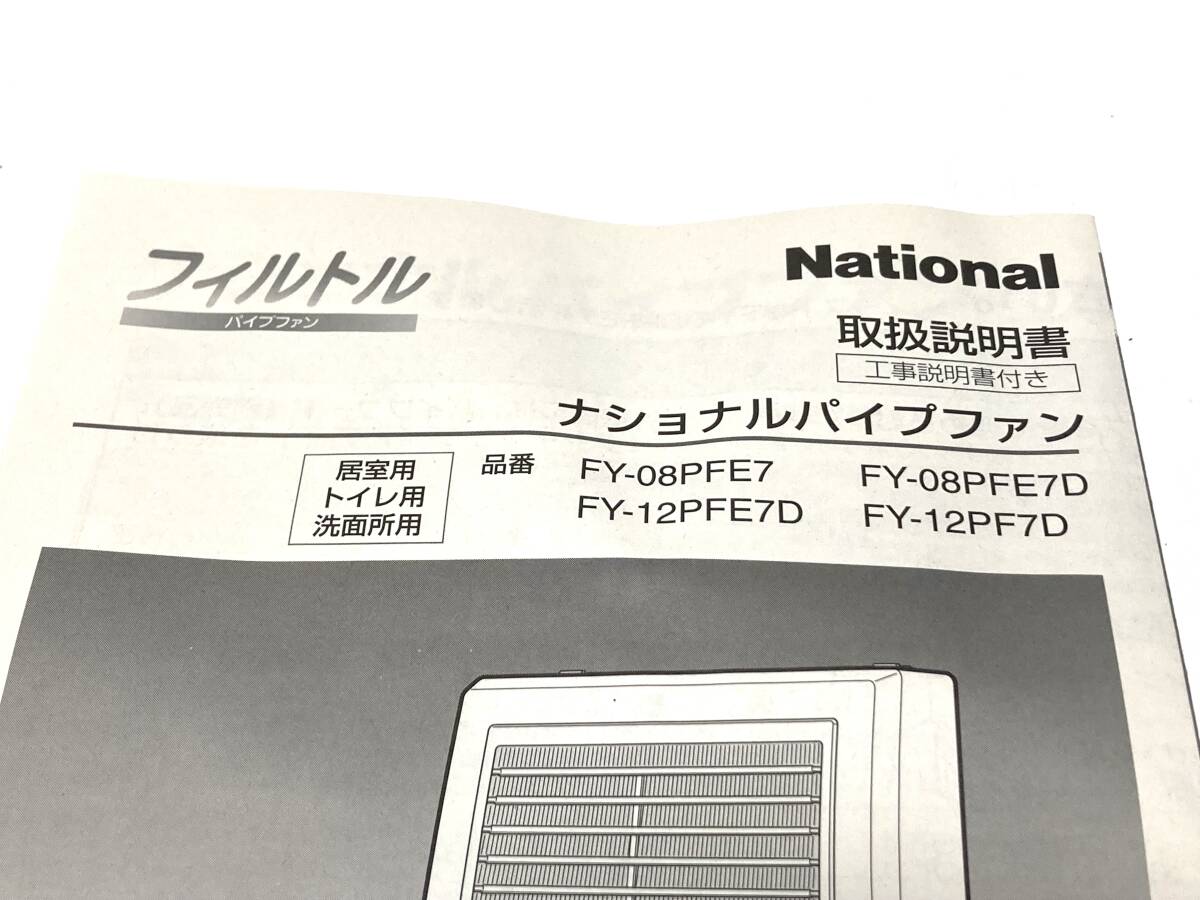 フィルトル
パイプファン
National
取扱説明書
工事説明書付き
ナショナルパイプファン
居室用
トイレ用
洗面所用
品番 FY-08PFE7 FY-08PFE7D
FY-12PFE7D FY-12PF7D